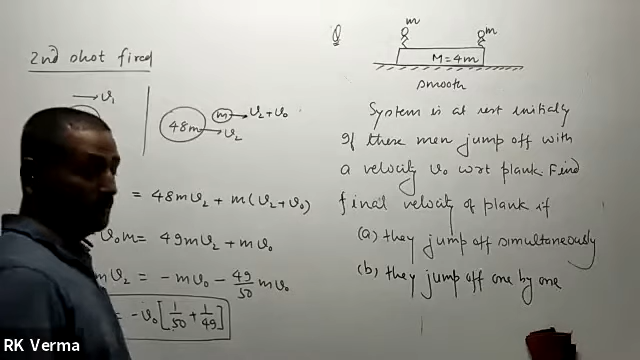 2nd shot fired
→ v₁
m → v₂ + v₀
48m → v₂
= 48mv₂ + m(v₂+v₀)
v₀m = 49mv₂ + mv₀
mv₂ = -mv₀ - 49/50 mv₀
= -v₀[1/50 + 1/49]
Q
m
m
M = 4m
smooth
System is at rest initially
If these men jump off with
a velocity v₀ wrt plank. Find
final velocity of plank if
(a) they jump off simultaneously
(b) they jump off one by one
RK Verma